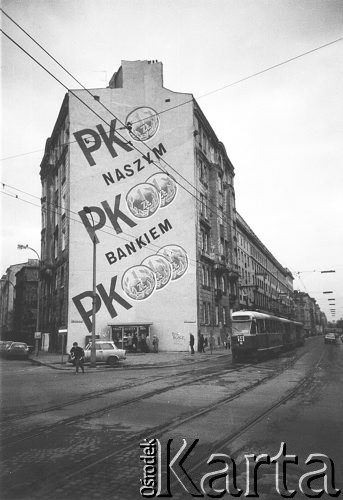 PKO
NASZYM
PKO
BANKIEM
PKO
Ośrodek
Karta